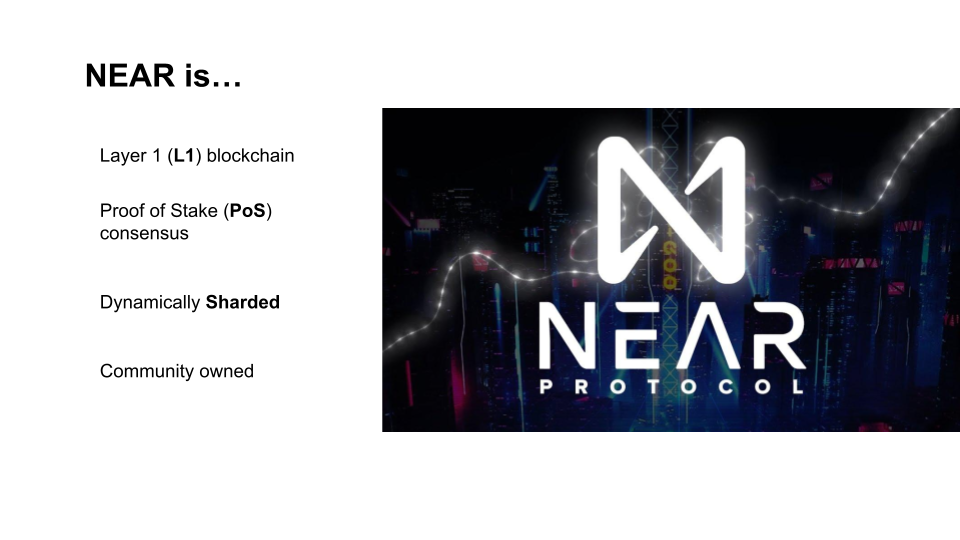 NEAR is…
Layer 1 (L1) blockchain
Proof of Stake (PoS)
consensus
Dynamically Sharded
Community owned
NEAR
PROTOCOL